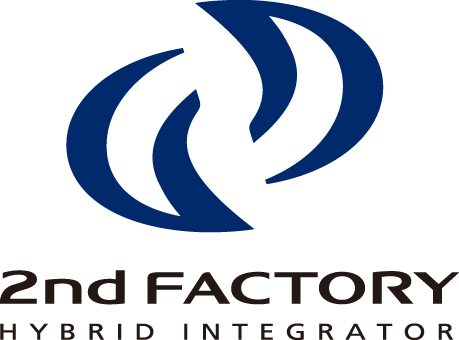 2nd FACTORY
HYBRID INTEGRATOR